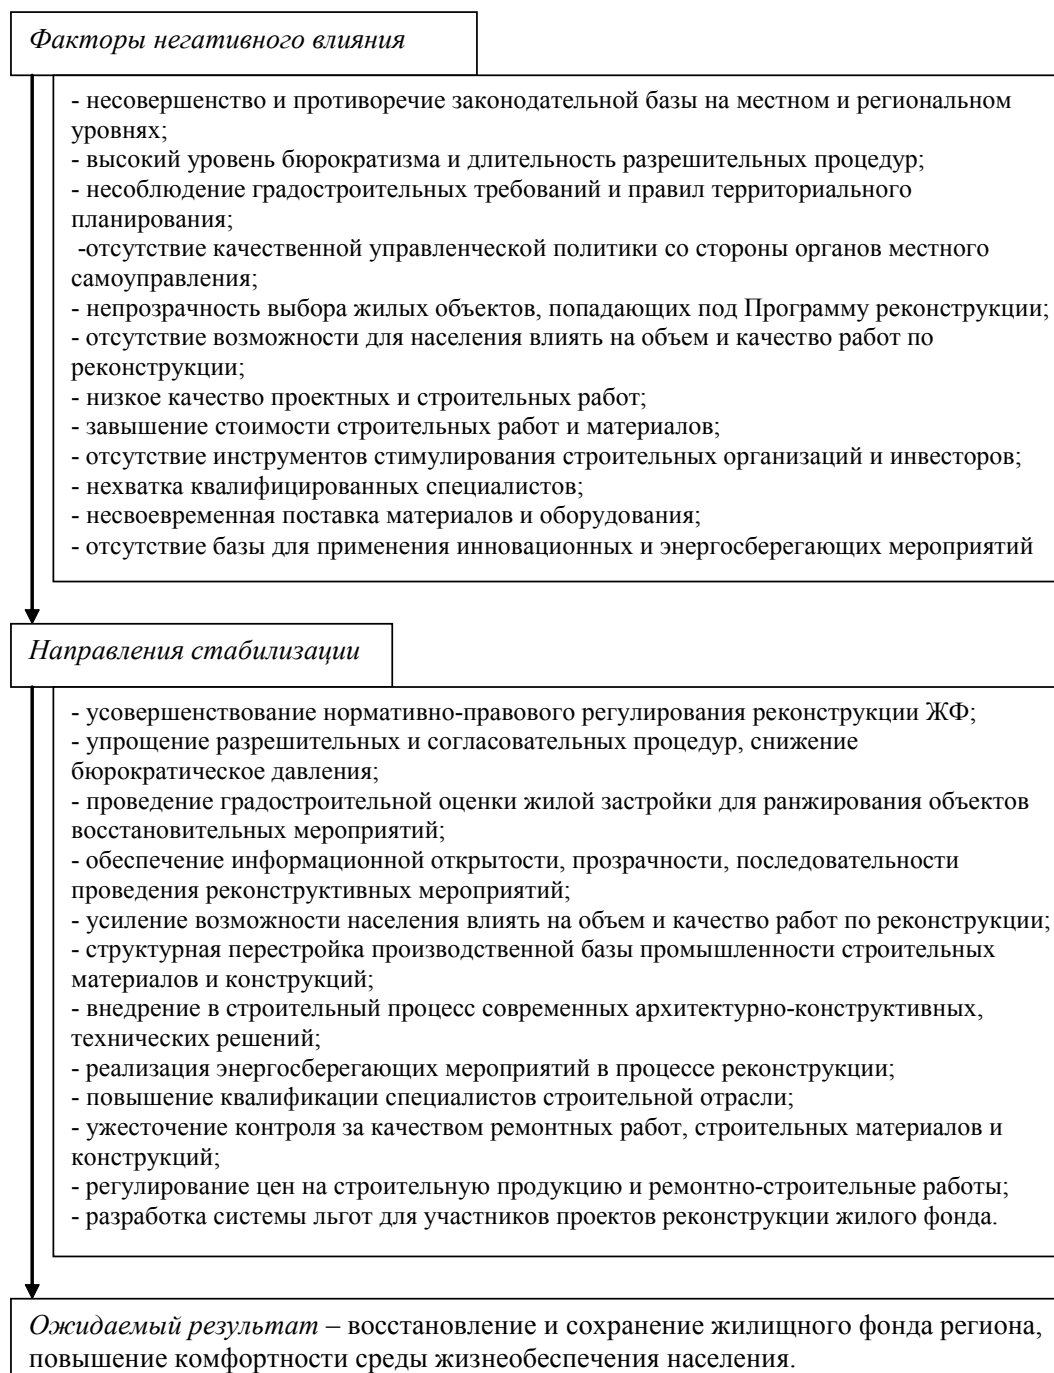 Факторы негативного влияния
- несовершенство и противоречие законодательной базы на местном и региональном
уровнях;
- высокий уровень бюрократизма и длительность разрешительных процедур;
- несоблюдение градостроительных требований и правил территориального
планирования;
-отсутствие качественной управленческой политики со стороны органов местного
самоуправления;
- непрозрачность выбора жилых объектов, попадающих под Программу реконструкции;
- отсутствие возможности для населения влиять на объем и качество работ по
реконструкции;
- низкое качество проектных и строительных работ;
- завышение стоимости строительных работ и материалов;
- отсутствие инструментов стимулирования строительных организаций и инвесторов;
- нехватка квалифицированных специалистов;
- несвоевременная поставка материалов и оборудования;
- отсутствие базы для применения инновационных и энергосберегающих мероприятий
Направления стабилизации
- усовершенствование нормативно-правового регулирования реконструкции ЖФ;
- упрощение разрешительных и согласовательных процедур, снижение
бюрократическое давления;
- проведение градостроительной оценки жилой застройки для ранжирования объектов
восстановительных мероприятий;
- обеспечение информационной открытости, прозрачности, последовательности
проведения реконструктивных мероприятий;
- усиление возможности населения влиять на объем и качество работ по реконструкции;
- структурная перестройка производственной базы промышленности строительных
материалов и конструкций;
- внедрение в строительный процесс современных архитектурно-конструктивных,
технических решений;
- реализация энергосберегающих мероприятий в процессе реконструкции;
- повышение квалификации специалистов строительной отрасли;
- ужесточение контроля за качеством ремонтных работ, строительных материалов и
конструкций;
- регулирование цен на строительную продукцию и ремонтно-строительные работы;
- разработка системы льгот для участников проектов реконструкции жилого фонда.
Ожидаемый результат – восстановление и сохранение жилищного фонда региона,
повышение комфортности среды жизнеобеспечения населения.